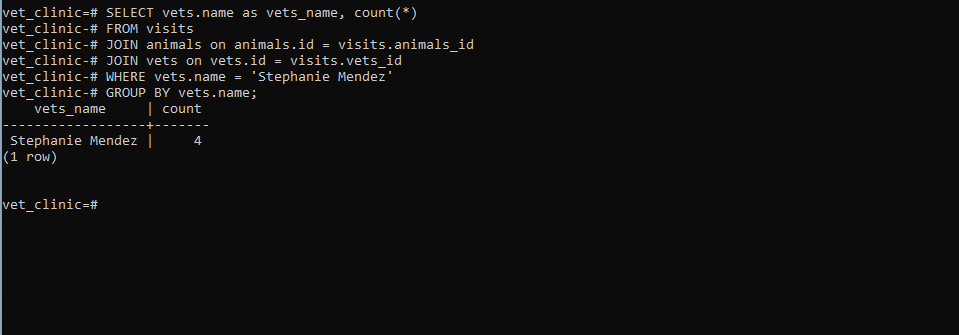 vet_clinic=# SELECT vets.name as vets_name, count(*)
vet_clinic-# FROM visits
vet_clinic-# JOIN animals on animals.id = visits.animals_id
vet_clinic-# JOIN vets on vets.id = visits.vets_id
vet_clinic-# WHERE vets.name = 'Stephanie Mendez'
vet_clinic-# GROUP BY vets.name;
    vets_name     | count
------------------+-------
 Stephanie Mendez |     4
(1 row)
vet_clinic=#